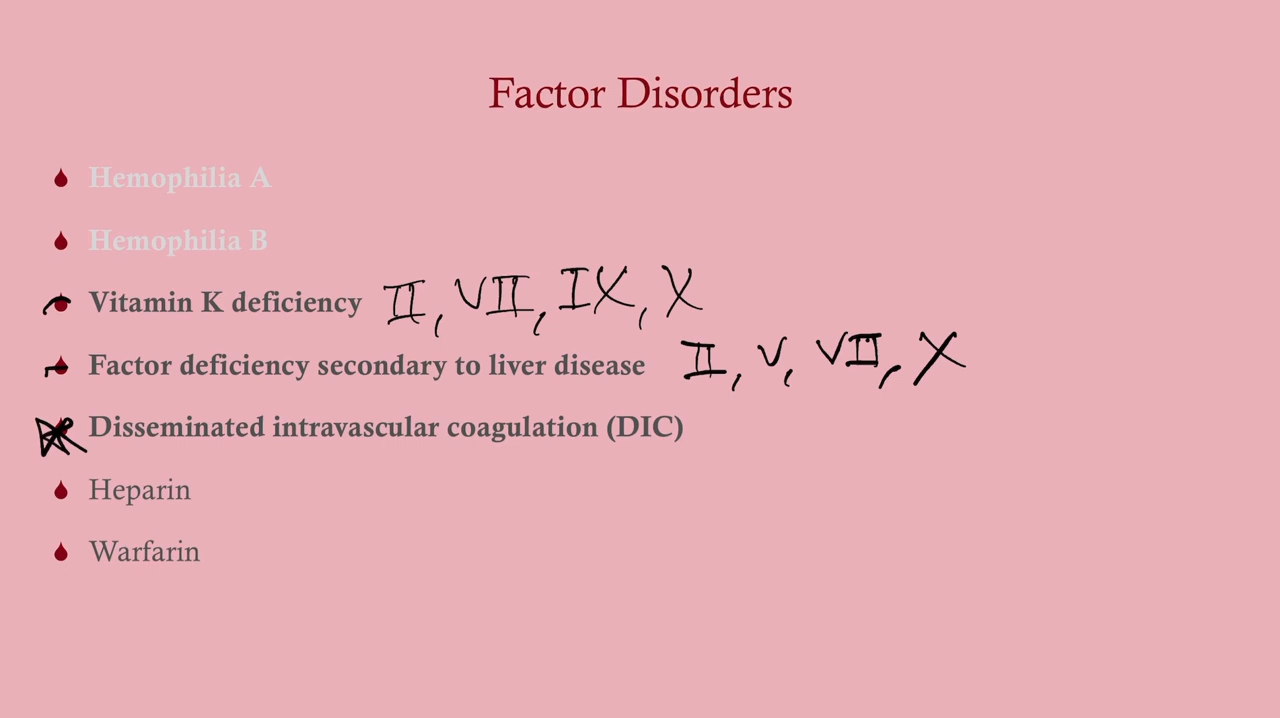 Factor Disorders
Hemophilia A
Hemophilia B
Vitamin K deficiency II, VII, IX, X
Factor deficiency secondary to liver disease II, V, VII, X
Disseminated intravascular coagulation (DIC)
Heparin
Warfarin